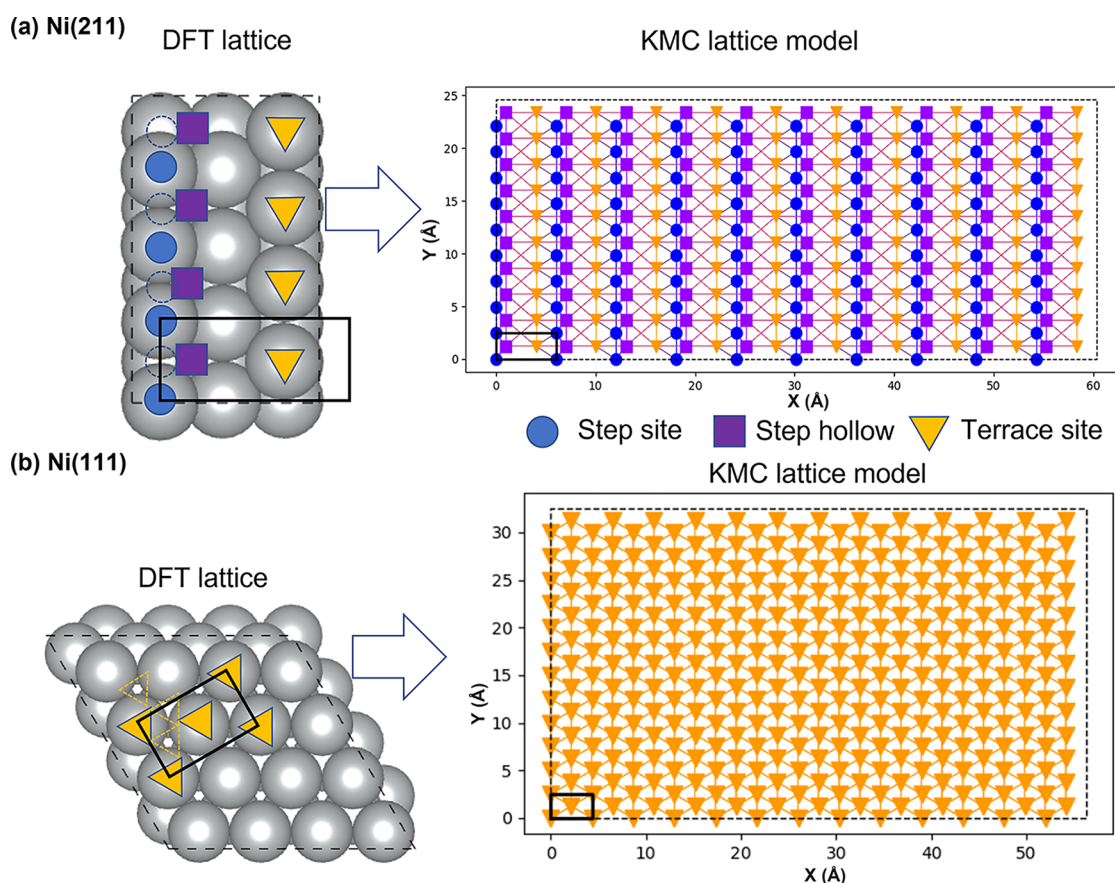 (a) Ni(211)
DFT lattice
KMC lattice model
25
20
15
10
5
0
Y (Å)
0
10
20
30
40
50
60
X (Å)
Step site
Step hollow
Terrace site
(b) Ni(111)
DFT lattice
KMC lattice model
30
25
20
15
10
5
0
Y (Å)
0
10
20
30
40
50
X (Å)